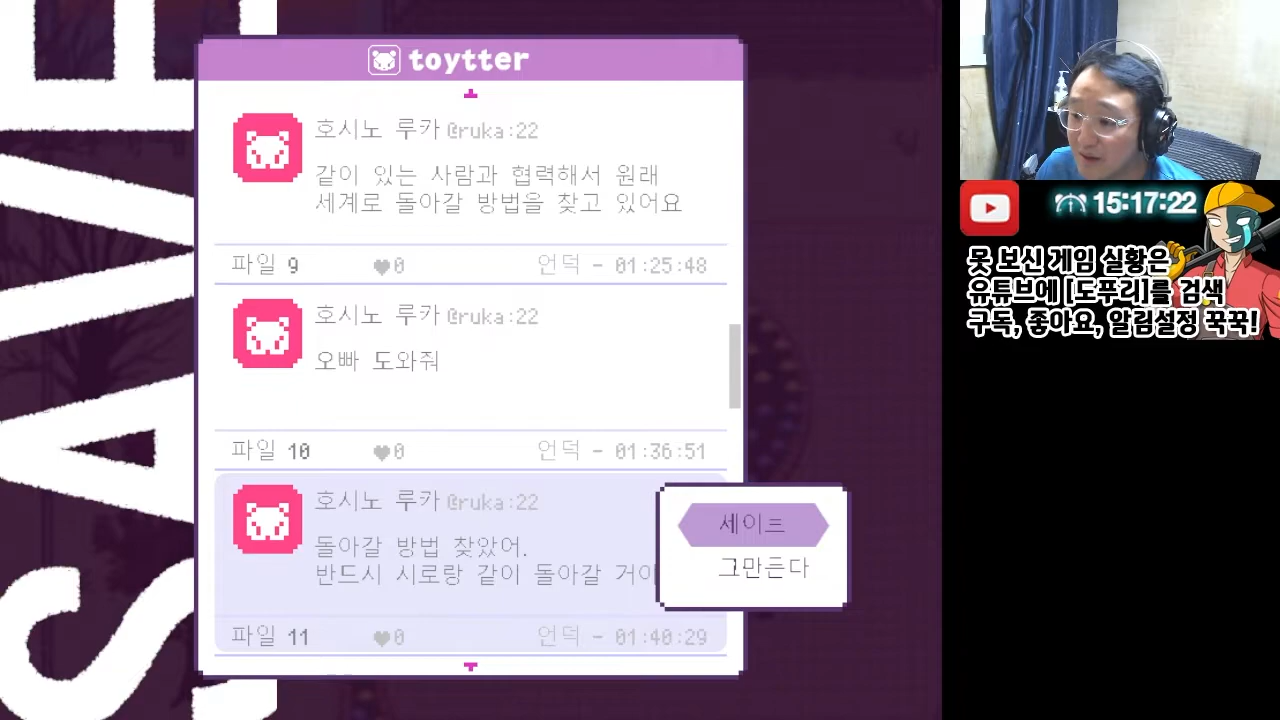 SAVE
toytter
호시노 루카 @ruka:22
같이 있는 사람과 협력해서 원래
세계로 돌아갈 방법을 찾고 있어요
파일 9 0 언덕 - 01:25:48
호시노 루카 @ruka:22
오빠 도와줘
파일 10 0 언덕 - 01:36:51
호시노 루카 @ruka:22
돌아갈 방법 찾았어.
반드시 시로랑 같이 돌아갈 거야
파일 11 0 언덕 - 01:40:29
세이브
그만둔다
15:17:22
못 보신 게임 실황은
유튜브에 [도푸리]를 검색
구독, 좋아요, 알림설정 꾹꾹!